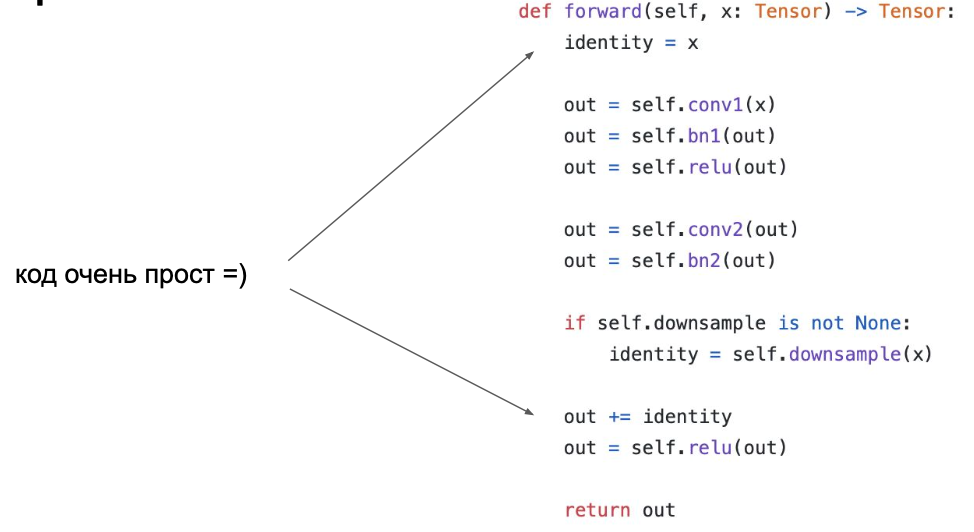 def forward(self, x: Tensor) -> Tensor:
identity = x
out = self.conv1(x)
out = self.bn1(out)
out = self.relu(out)
out = self.conv2(out)
out = self.bn2(out)
код очень прост =)
if self.downsample is not None:
identity = self.downsample(x)
out += identity
out = self.relu(out)
return out